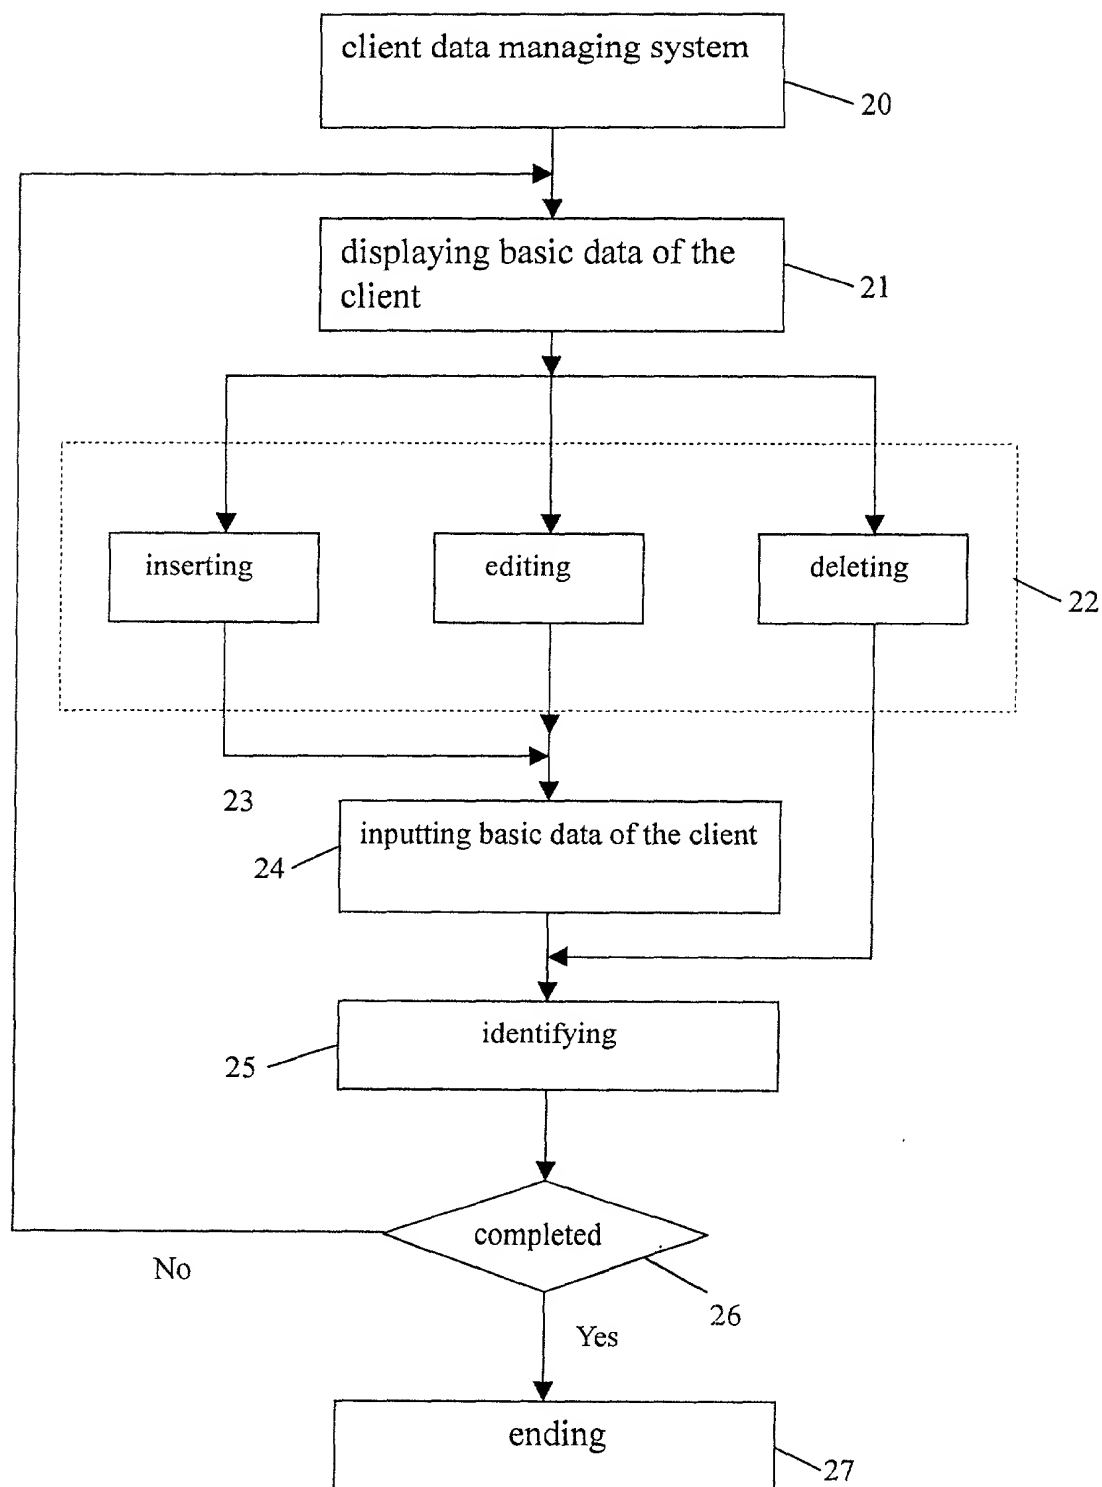 client data managing system
20
displaying basic data of the
client
21
inserting
editing
deleting
22
23
inputting basic data of the client
24
identifying
25
completed
No
26
Yes
ending
27